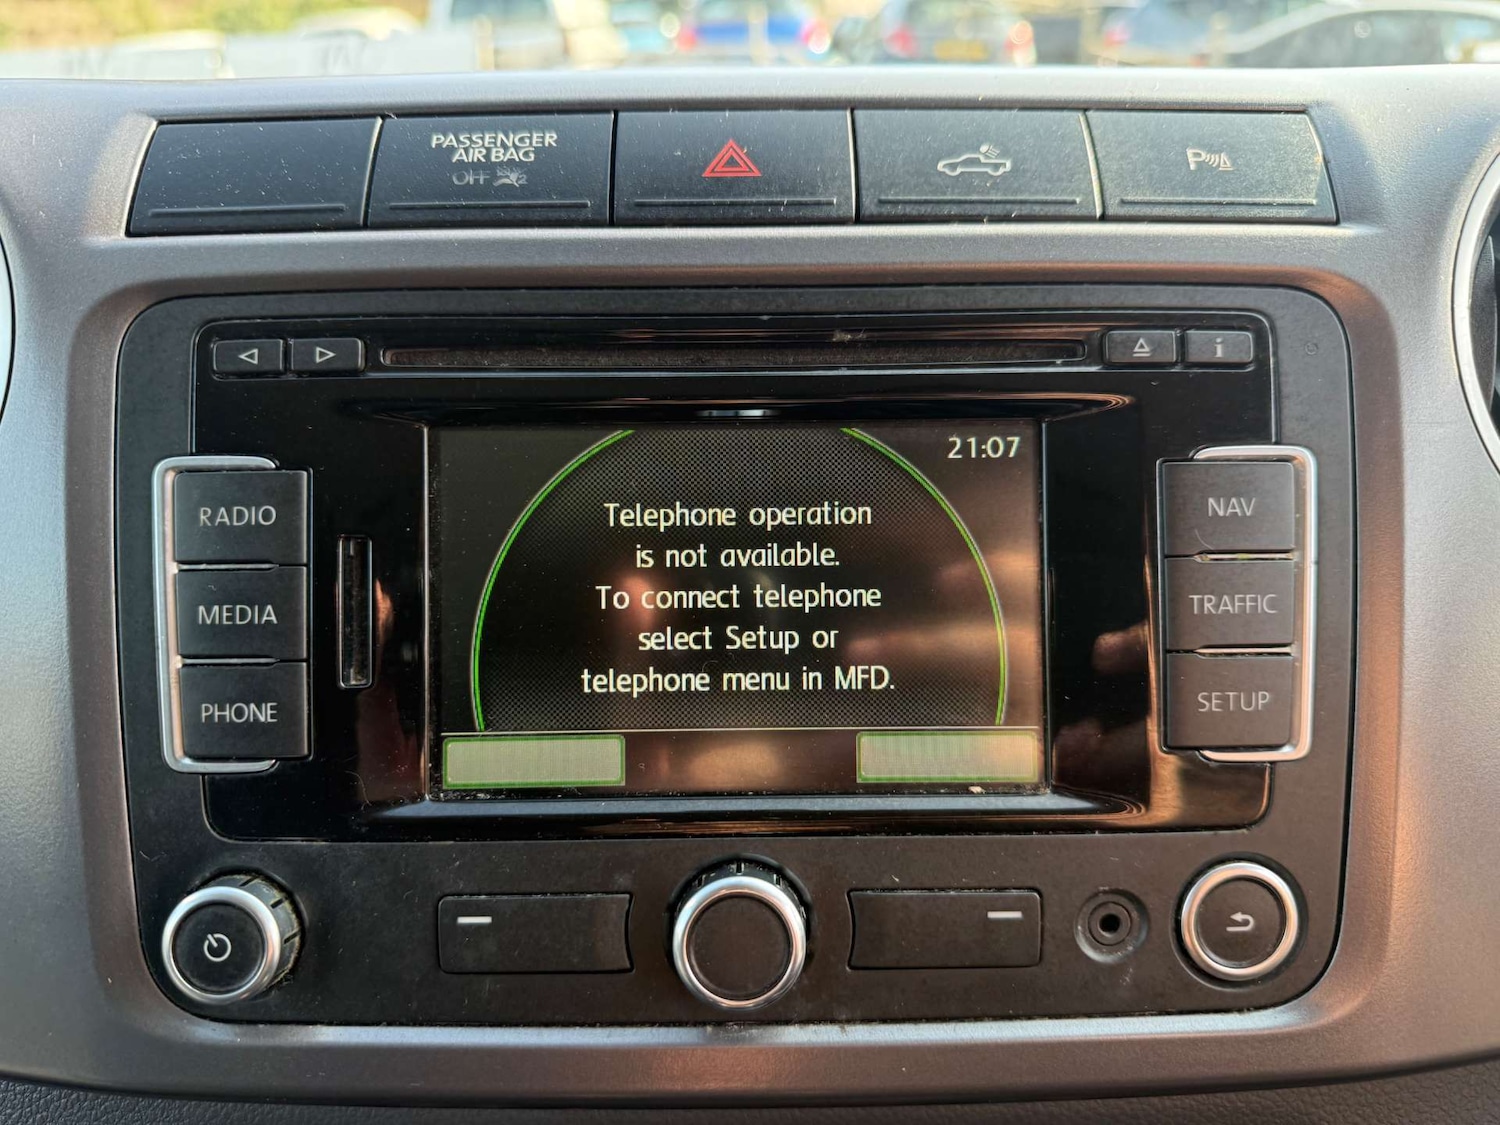 PASSENGER
AIR BAG
OFF
P
i
21:07
Telephone operation
is not available.
To connect telephone
select Setup or
telephone menu in MFD.
RADIO
MEDIA
PHONE
NAV
TRAFFIC
SETUP